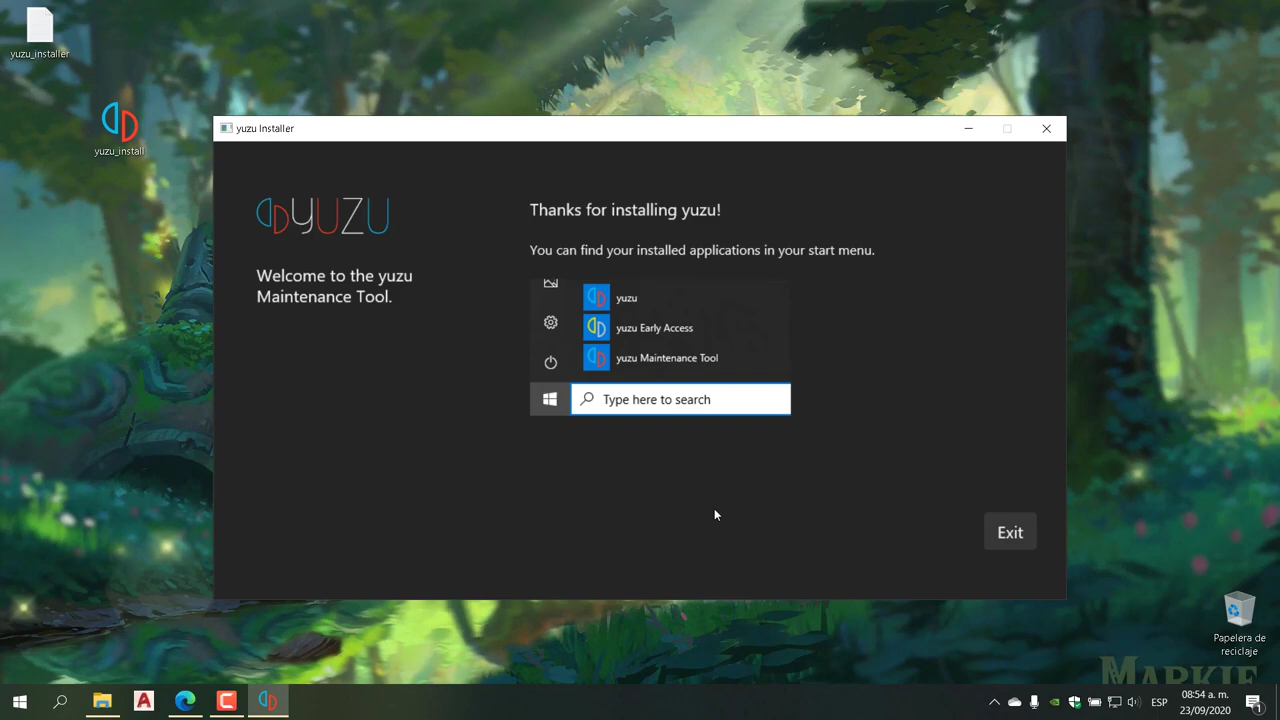 yuzu_installer
yuzu_install
yuzu Installer
YUZU
Welcome to the yuzu
Maintenance Tool.
Thanks for installing yuzu!
You can find your installed applications in your start menu.
yuzu
yuzu Early Access
yuzu Maintenance Tool
Type here to search
Exit
Papelera de
reciclaje
MARKIE
ESP
08:54 a. m.
23/09/2020
1